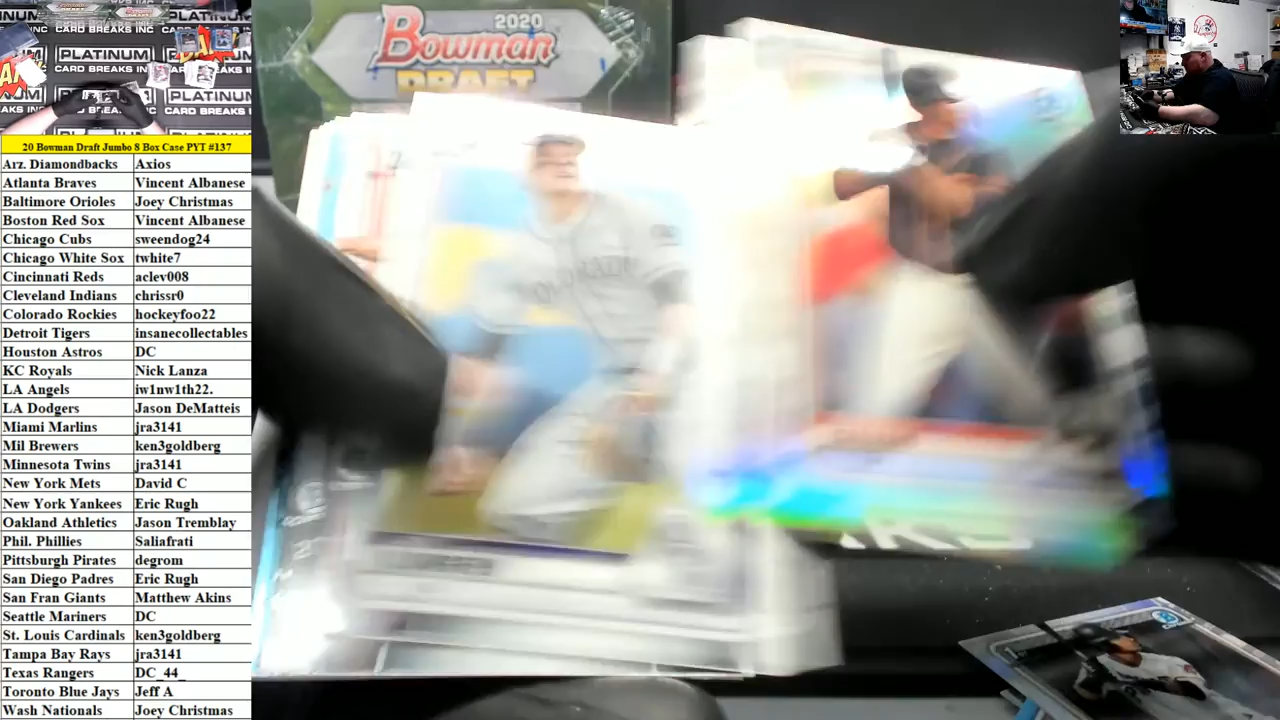 2020
Bowman
DRAFT
PLATINUM
CARD BREAKS INC
20 Bowman Draft Jumbo 8 Box Case PYT #137
Arz. Diamondbacks Axios
Atlanta Braves Vincent Albanese
Baltimore Orioles Joey Christmas
Boston Red Sox Vincent Albanese
Chicago Cubs sweendog24
Chicago White Sox twhite7
Cincinnati Reds aclev008
Cleveland Indians chrissr0
Colorado Rockies hockeyfoo22
Detroit Tigers insanecollectables
Houston Astros DC
KC Royals Nick Lanza
LA Angels iw1nw1th22.
LA Dodgers Jason DeMatteis
Miami Marlins jra3141
Mil Brewers ken3goldberg
Minnesota Twins jra3141
New York Mets David C
New York Yankees Eric Rugh
Oakland Athletics Jason Tremblay
Phil. Phillies Saliafrati
Pittsburgh Pirates degrom
San Diego Padres Eric Rugh
San Fran Giants Matthew Akins
Seattle Mariners DC
St. Louis Cardinals ken3goldberg
Tampa Bay Rays jra3141
Texas Rangers DC_44_
Toronto Blue Jays Jeff A
Wash Nationals Joey Christmas